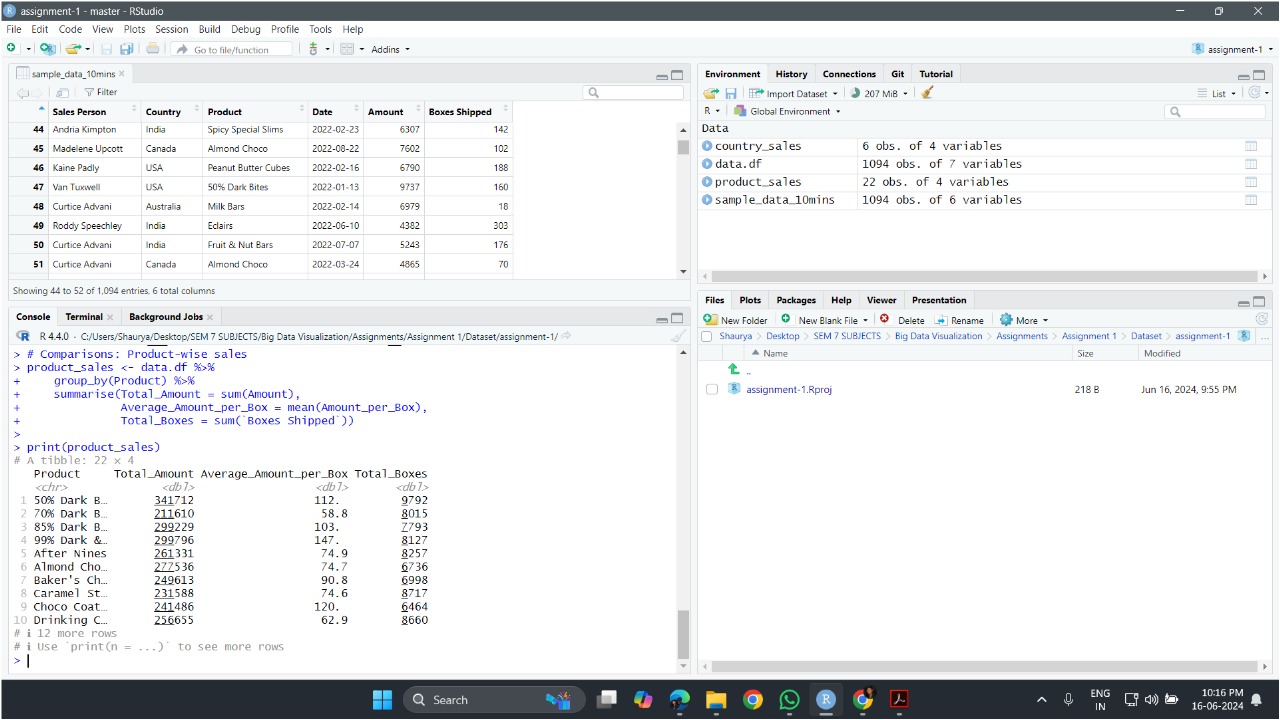 assignment-1 - master - RStudio
File Edit Code View Plots Session Build Debug Profile Tools Help
Go to file/function Addins assignment-1
sample_data_10mins
Filter
Sales Person Country Product Date Amount Boxes Shipped
44 Andria Kimpton India Spicy Special Slims 2022-02-23 6307 142
45 Madelene Upcott Canada Almond Choco 2022-08-22 7602 102
46 Kaine Padly USA Peanut Butter Cubes 2022-02-16 6790 188
47 Van Tuxwell USA 50% Dark Bites 2022-01-13 9737 160
48 Curtice Advani Australia Milk Bars 2022-02-14 6979 18
49 Roddy Speechley India Eclairs 2022-06-10 4382 303
50 Curtice Advani India Fruit & Nut Bars 2022-07-07 5243 176
51 Curtice Advani Canada Almond Choco 2022-03-24 4865 70
Showing 44 to 52 of 1,094 entries, 6 total columns
Console Terminal Background Jobs
R 4.4.0 · C:/Users/Shaurya/Desktop/SEM 7 SUBJECTS/Big Data Visualization/Assignments/Assignment 1/Dataset/assignment-1/
> # Comparisons: Product-wise sales
> product_sales <- data.df %>%
+     group_by(Product) %>%
+     summarise(Total_Amount = sum(Amount),
+               Average_Amount_per_Box = mean(Amount_per_Box),
+               Total_Boxes = sum(`Boxes Shipped`))
>
> print(product_sales)
# A tibble: 22 × 4
Product Total_Amount Average_Amount_per_Box Total_Boxes
<chr> <dbl> <dbl> <dbl>
1 50% Dark B… 341712 112. 9792
2 70% Dark B… 211610 58.8 8015
3 85% Dark B… 299229 103. 7793
4 99% Dark &… 299796 147. 8127
5 After Nines 261331 74.9 8257
6 Almond Cho… 277536 74.7 6736
7 Baker's Ch… 249613 90.8 6998
8 Caramel St… 231588 74.6 8717
9 Choco Coat… 241486 120. 6464
10 Drinking C… 256655 62.9 8660
# ℹ 12 more rows
# ℹ Use `print(n = ...)` to see more rows
>
Environment History Connections Git Tutorial
Import Dataset 207 MiB List
R Global Environment
Data
country_sales 6 obs. of 4 variables
data.df 1094 obs. of 7 variables
product_sales 22 obs. of 4 variables
sample_data_10mins 1094 obs. of 6 variables
Files Plots Packages Help Viewer Presentation
New Folder New Blank File Delete Rename More
Shaurya Desktop SEM 7 SUBJECTS Big Data Visualization Assignments Assignment 1 Dataset assignment-1 ...
Name Size Modified
..
assignment-1.Rproj 218 B Jun 16, 2024, 9:55 PM
Search
ENG
IN
10:16 PM
16-06-2024